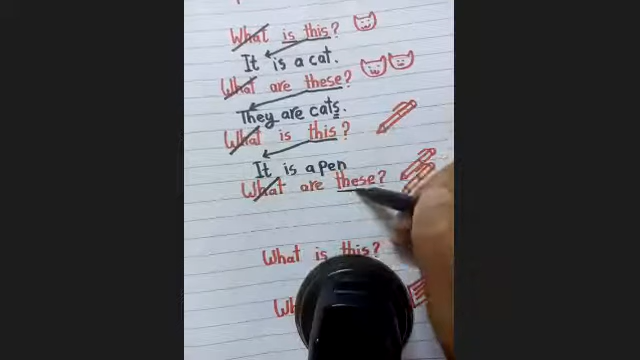 What is this?
It is a cat.
What are these?
They are cats.
What is this?
It is a pen
What are these?
What is this?